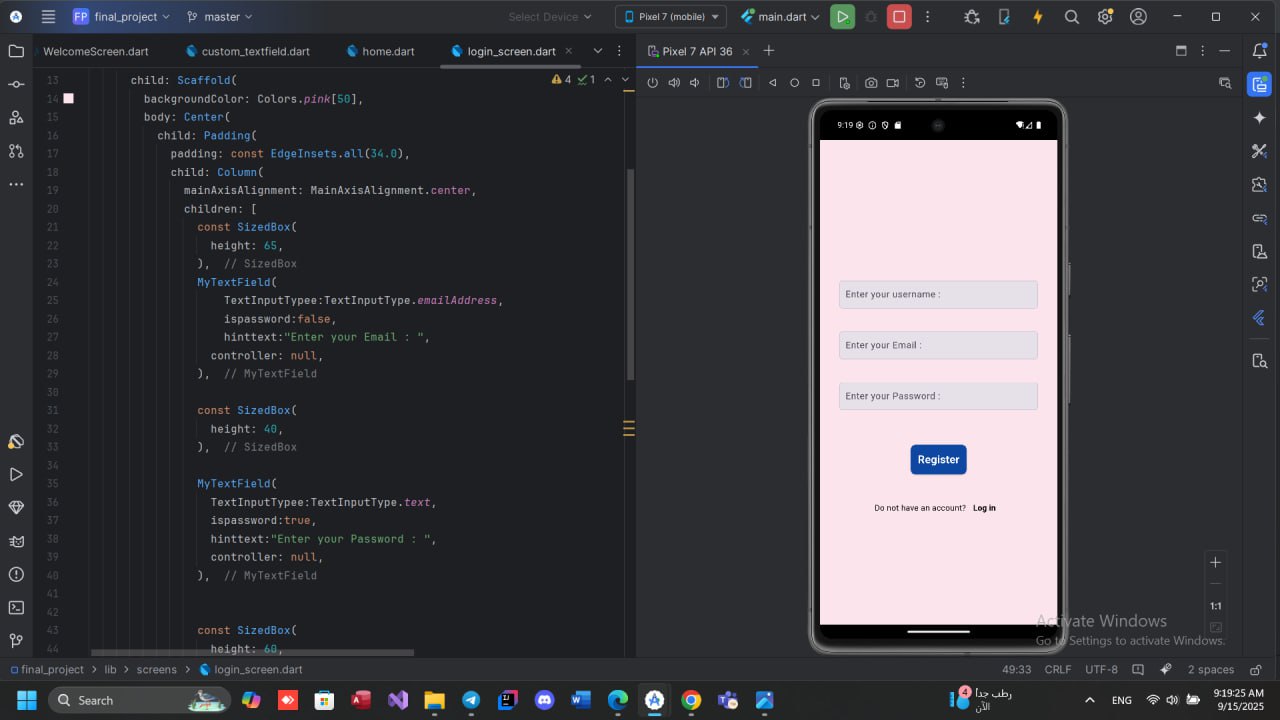 FP final_project master Select Device Pixel 7 (mobile) main.dart
WelcomeScreen.dart custom_textfield.dart home.dart login_screen.dart
Pixel 7 API 36
4 1
13 child: Scaffold(
14 backgroundColor: Colors.pink[50],
15 body: Center(
16 child: Padding(
17 padding: const EdgeInsets.all(34.0),
18 child: Column(
19 mainAxisAlignment: MainAxisAlignment.center,
20 children: [
21 const SizedBox(
22 height: 65,
23 ), // SizedBox
24 MyTextField(
25 TextInputTypee:TextInputType.emailAddress,
26 ispassword:false,
27 hinttext:"Enter your Email : ",
28 controller: null,
29 ), // MyTextField
30
31 const SizedBox(
32 height: 40,
33 ), // SizedBox
34
35 MyTextField(
36 TextInputTypee:TextInputType.text,
37 ispassword:true,
38 hinttext:"Enter your Password : ",
39 controller: null,
40 ), // MyTextField
41
42
43 const SizedBox(
44 height: 60,
9:19
Enter your username :
Enter your Email :
Enter your Password :
Register
Do not have an account? Log in
1:1
Activate Windows
Go to Settings to activate Windows.
final_project > lib > screens > login_screen.dart
49:33 CRLF UTF-8 2 spaces
Search
4
رطب جداً
الآن
ENG
9:19:25 AM
9/15/2025